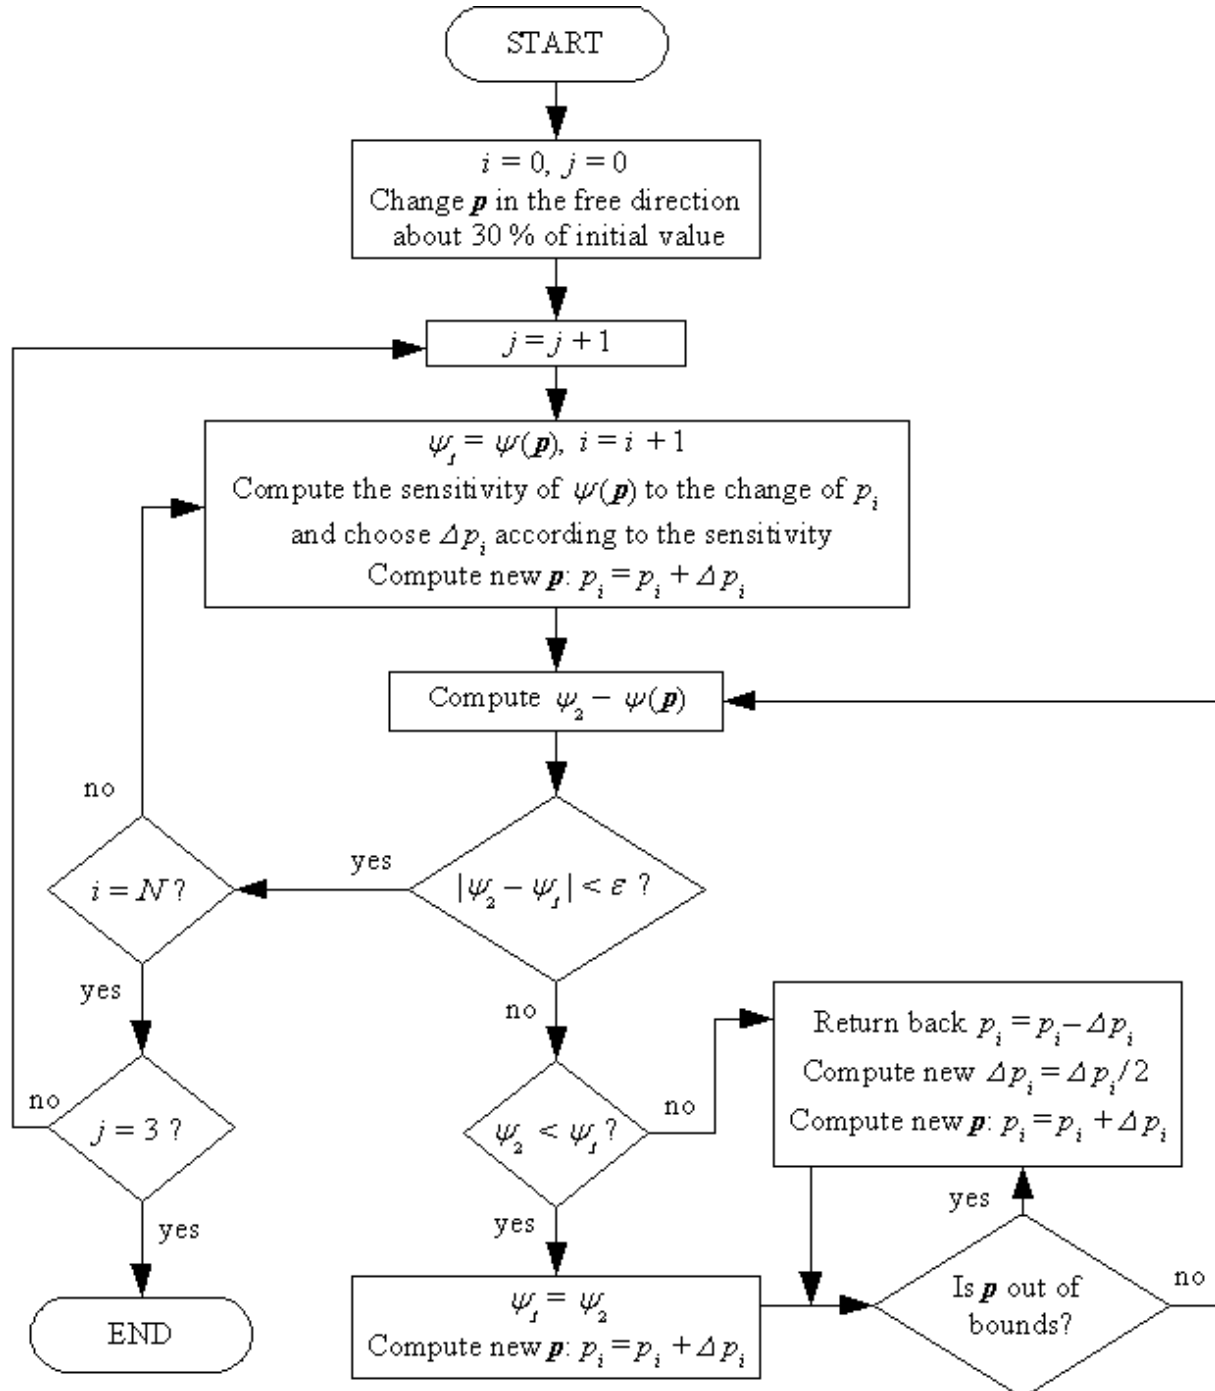 START
i = 0, j = 0
Change p in the free direction
about 30 % of initial value
j = j + 1
ψ₁ = ψ(p), i = i + 1
Compute the sensitivity of ψ(p) to the change of pᵢ
and choose Δpᵢ according to the sensitivity
Compute new p: pᵢ = pᵢ + Δpᵢ
Compute ψ₂ − ψ(p)
no
yes
i = N ?
|ψ₂ − ψ₁| < ε ?
yes
no
Return back pᵢ = pᵢ − Δpᵢ
Compute new Δpᵢ = Δpᵢ/2
Compute new p: pᵢ = pᵢ + Δpᵢ
no
j = 3 ?
ψ₂ < ψ₁ ?
no
yes
yes
yes
Is p out of
bounds?
no
ψ₁ = ψ₂
Compute new p: pᵢ = pᵢ + Δpᵢ
END